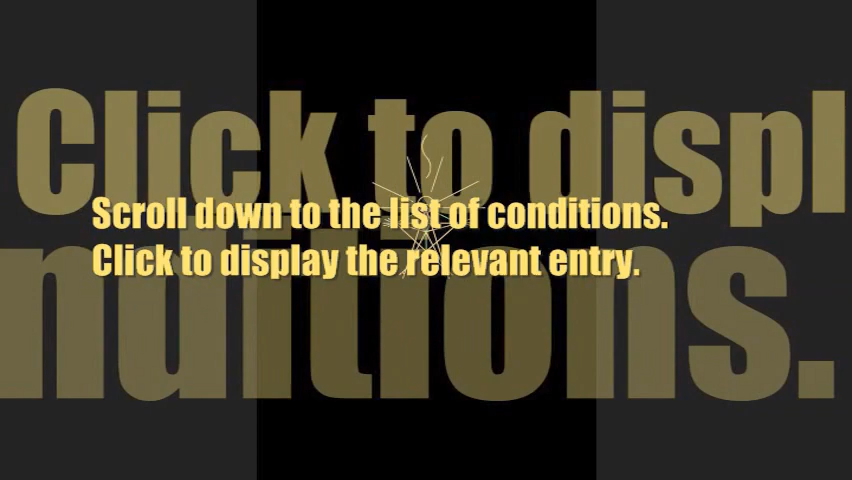 Click to displ
Scroll down to the list of conditions.
Click to display the relevant entry.
nditions.